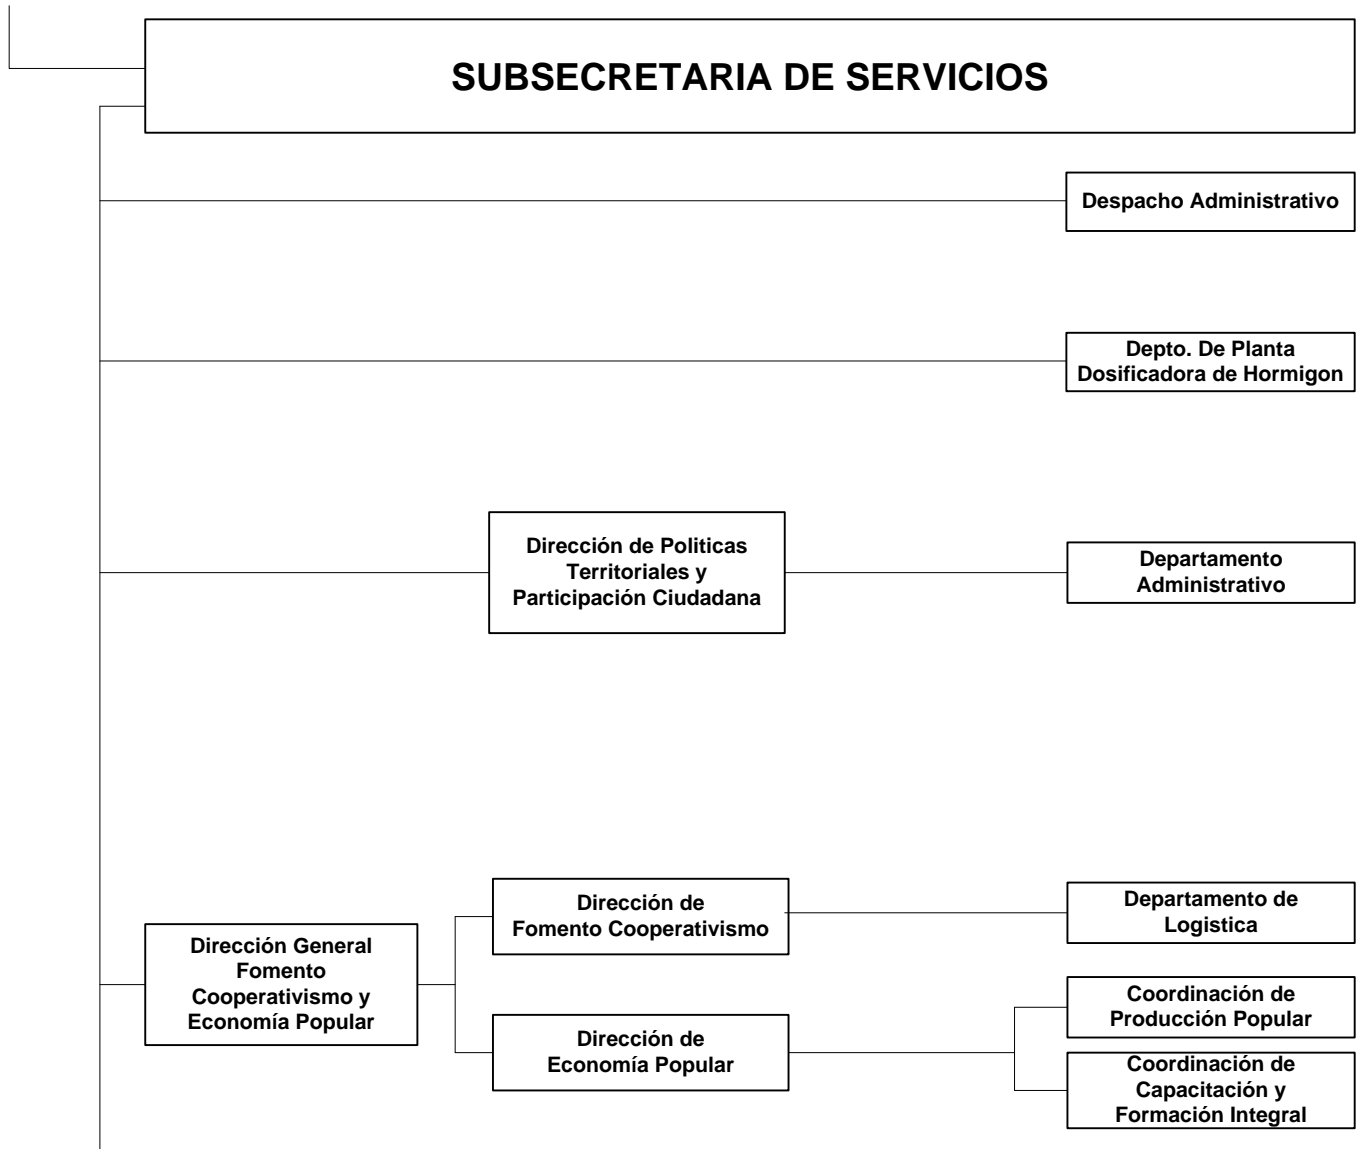 SUBSECRETARIA DE SERVICIOS
Despacho Administrativo
Depto. De Planta
Dosificadora de Hormigon
Dirección de Politicas
Territoriales y
Participación Ciudadana
Departamento
Administrativo
Dirección General
Fomento
Cooperativismo y
Economía Popular
Dirección de
Fomento Cooperativismo
Departamento de
Logistica
Dirección de
Economía Popular
Coordinación de
Producción Popular
Coordinación de
Capacitación y
Formación Integral